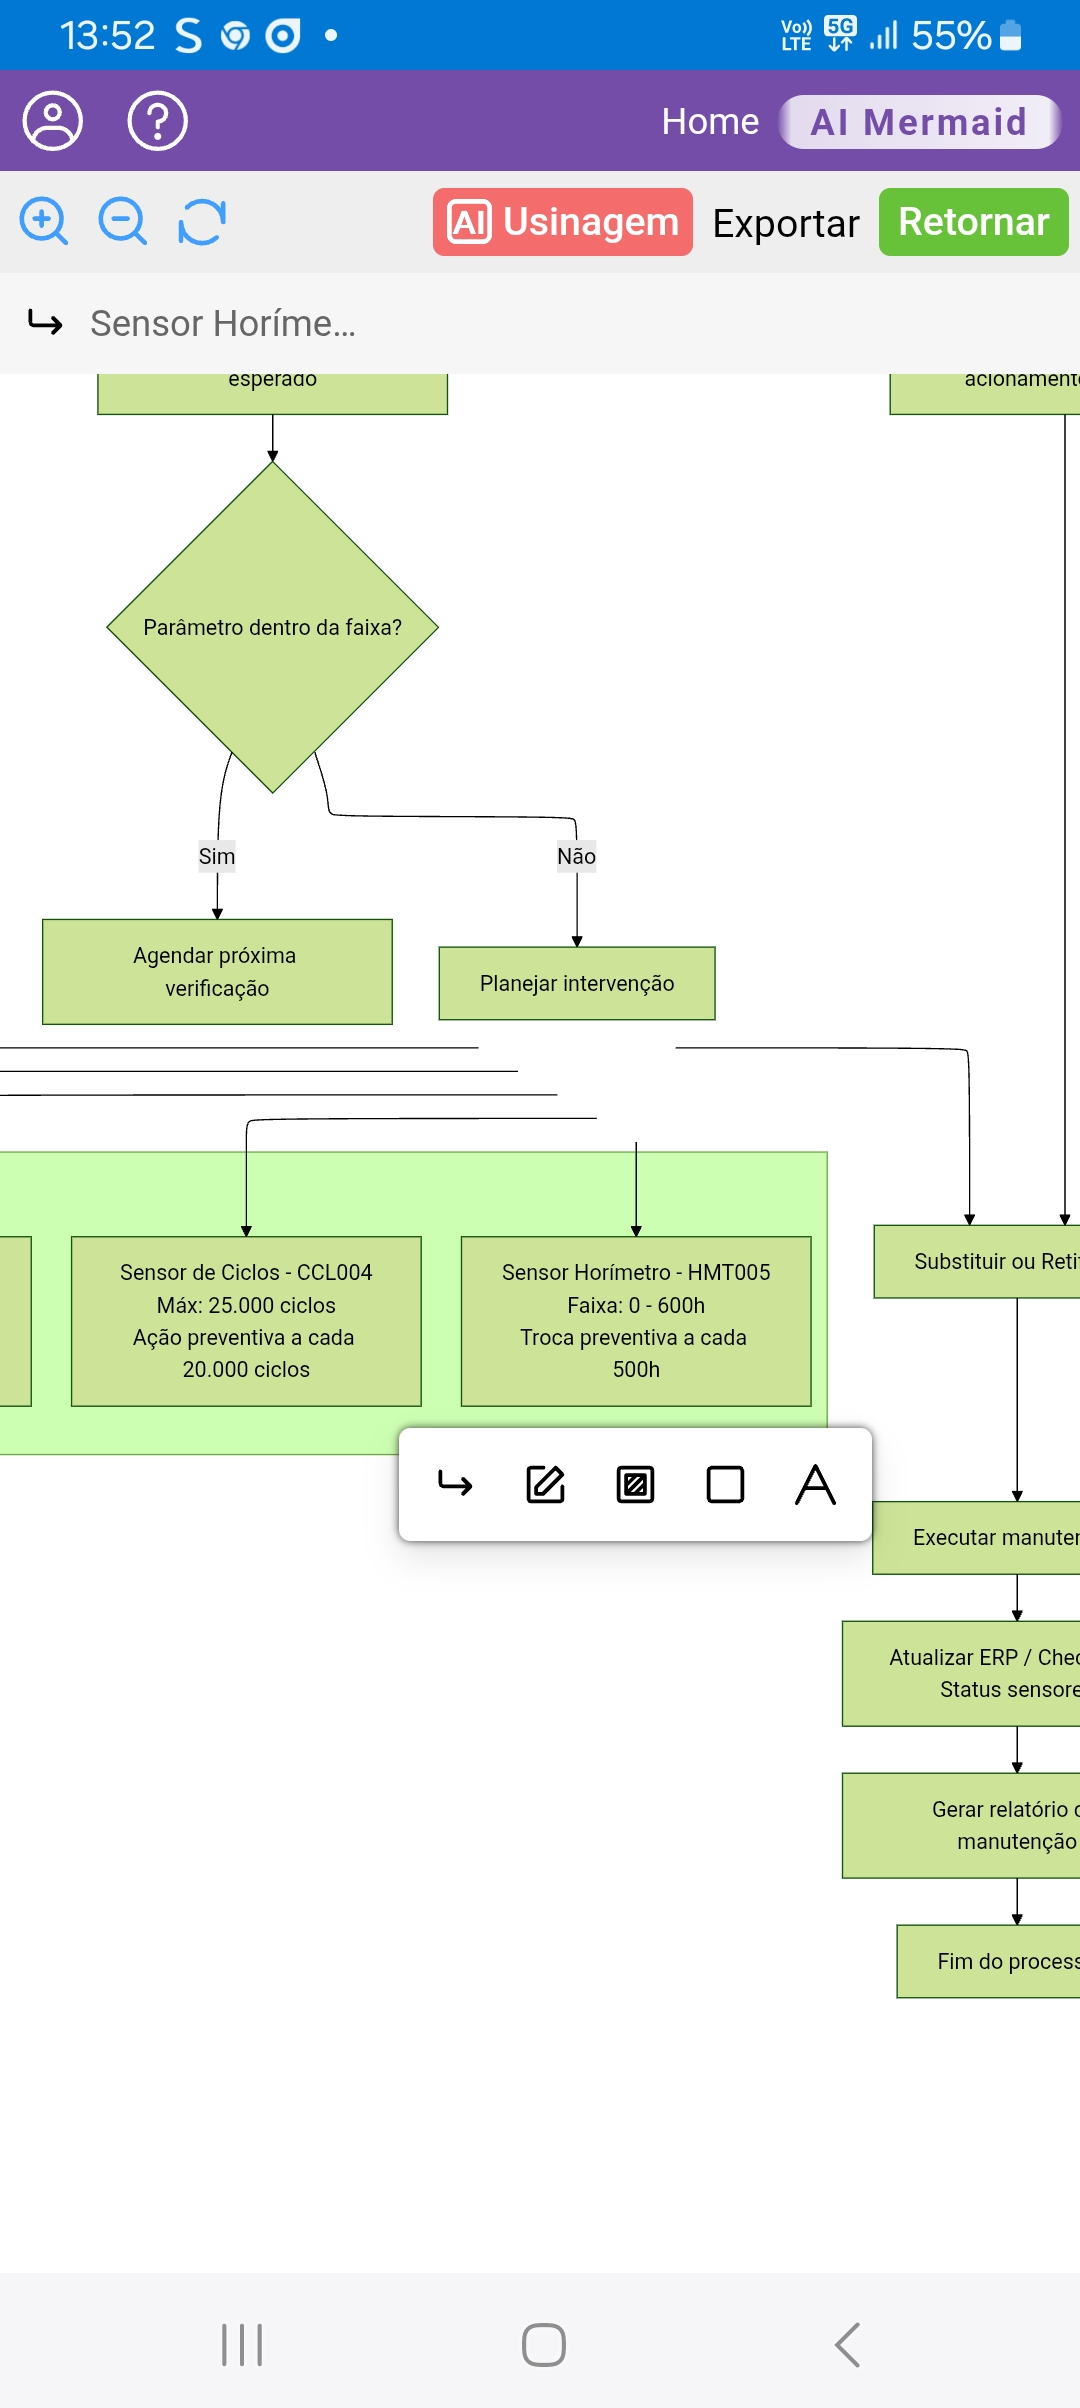 13:52
Vo)) LTE
5G
55%
Home
AI Mermaid
AI Usinagem
Exportar
Retornar
Sensor Horíme...
esperado
Parâmetro dentro da faixa?
Sim
Não
Agendar próxima
verificação
Planejar intervenção
Sensor de Ciclos - CCL004
Máx: 25.000 ciclos
Ação preventiva a cada
20.000 ciclos
Sensor Horímetro - HMT005
Faixa: 0 - 600h
Troca preventiva a cada
500h
acionament
Substituir ou Reti
Executar manuten
Atualizar ERP / Chec
Status sensore
Gerar relatório
manutenção
Fim do process